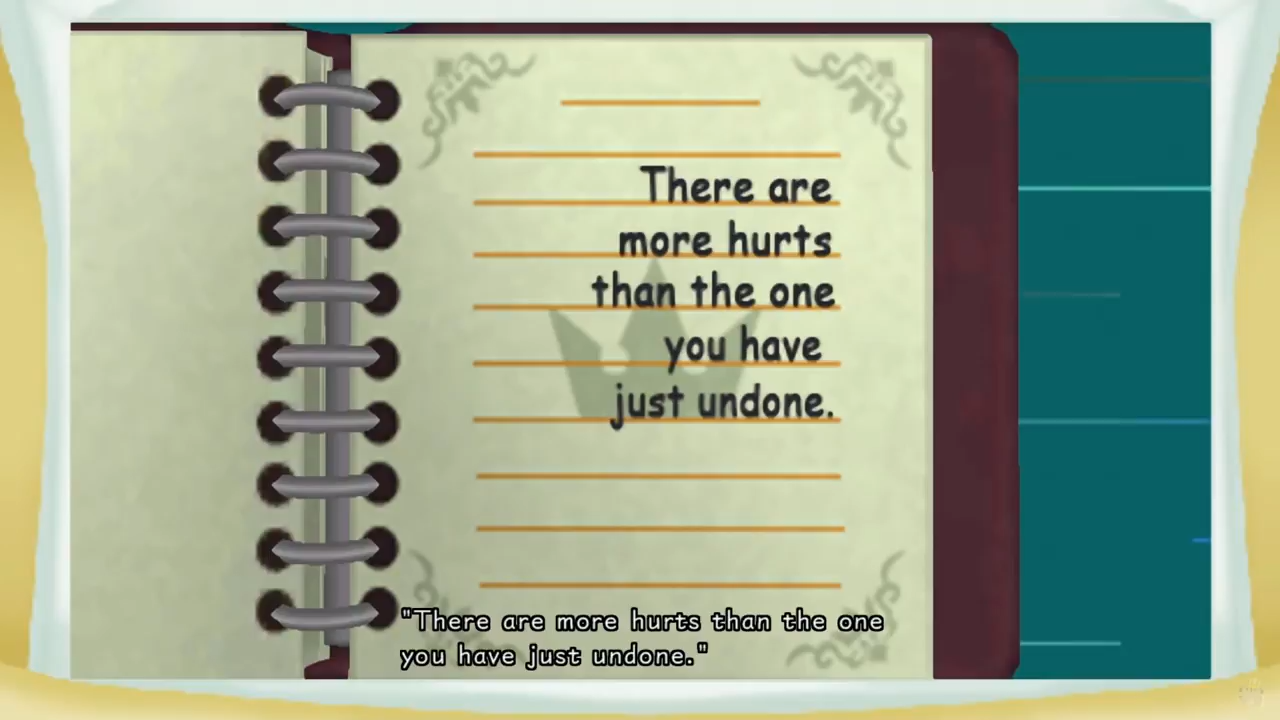 There are
more hurts
than the one
you have
just undone.
"There are more hurts than the one
you have just undone."